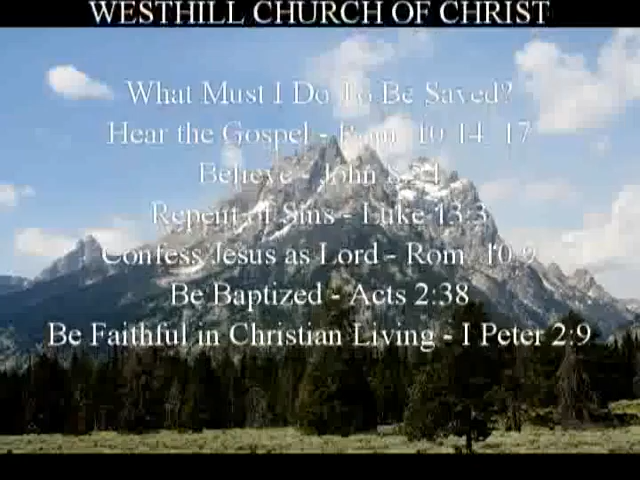 WESTHILL CHURCH OF CHRIST
What Must I Do To Be Saved?
Hear the Gospel - Rom 10:14, 17
Believe - John 8:24
Repent of Sins - Luke 13:3
Confess Jesus as Lord - Rom 10:9
Be Baptized - Acts 2:38
Be Faithful in Christian Living - I Peter 2:9